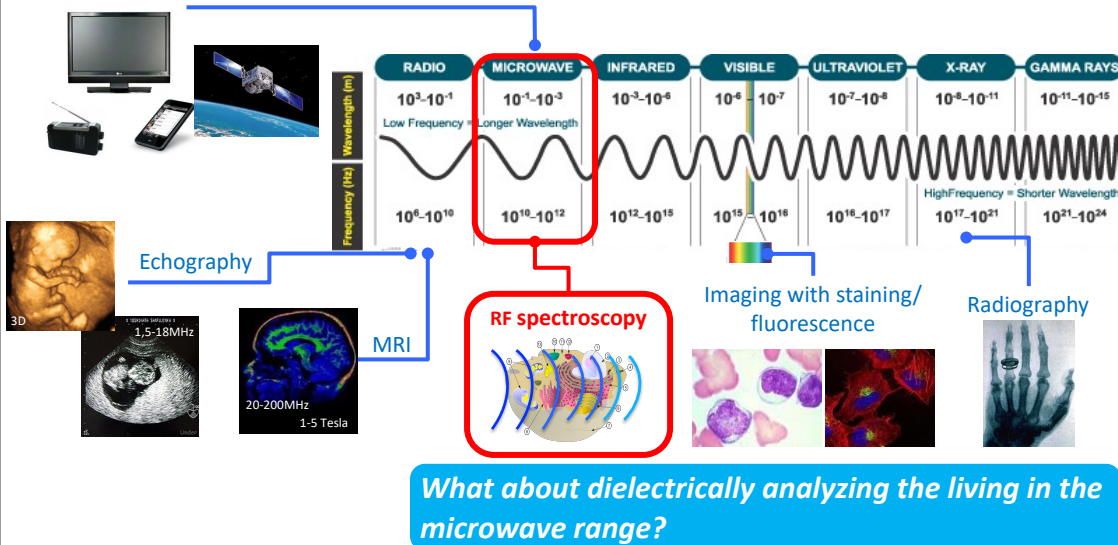 RADIO
MICROWAVE
INFRARED
VISIBLE
ULTRAVIOLET
X-RAY
GAMMA RAYS
Wavelength (m)
10³–10⁻¹
10⁻¹–10⁻³
10⁻³–10⁻⁶
10⁻⁶ – 10⁻⁷
10⁻⁷–10⁻⁸
10⁻⁸–10⁻¹¹
10⁻¹¹–10⁻¹⁵
Low Frequency = Longer Wavelength
Frequency (Hz)
HighFrequency = Shorter Wavelength
10⁶–10¹⁰
10¹⁰–10¹²
10¹²–10¹⁵
10¹⁵ – 10¹⁶
10¹⁶–10¹⁷
10¹⁷–10²¹
10²¹–10²⁴
Echography
3D
1,5-18MHz
MRI
20-200MHz
1-5 Tesla
RF spectroscopy
Imaging with staining/
fluorescence
Radiography
What about dielectrically analyzing the living in the
microwave range?